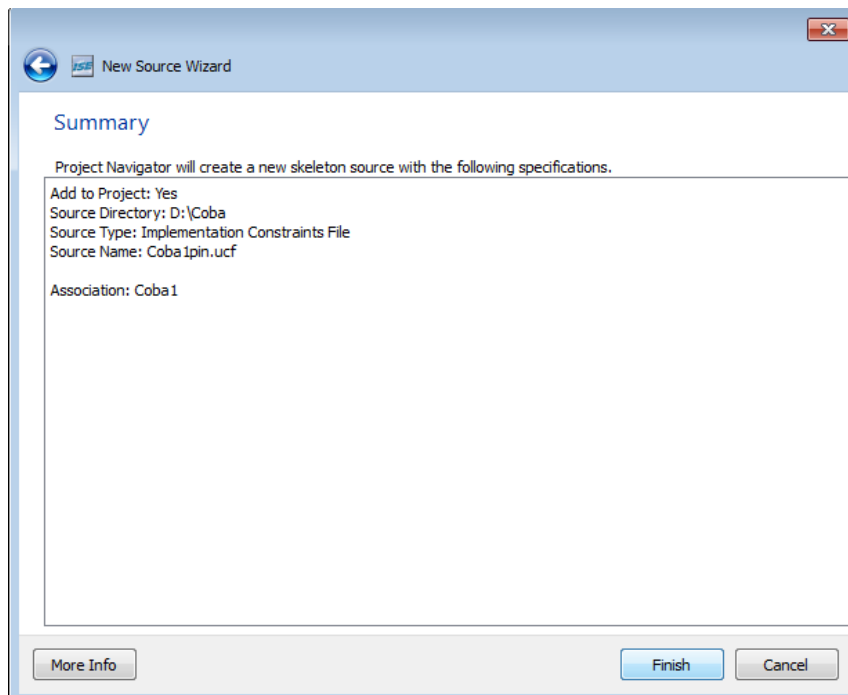 ISE New Source Wizard
Summary
Project Navigator will create a new skeleton source with the following specifications.
Add to Project: Yes
Source Directory: D:\Coba
Source Type: Implementation Constraints File
Source Name: Coba1pin.ucf
Association: Coba1
More Info Finish Cancel